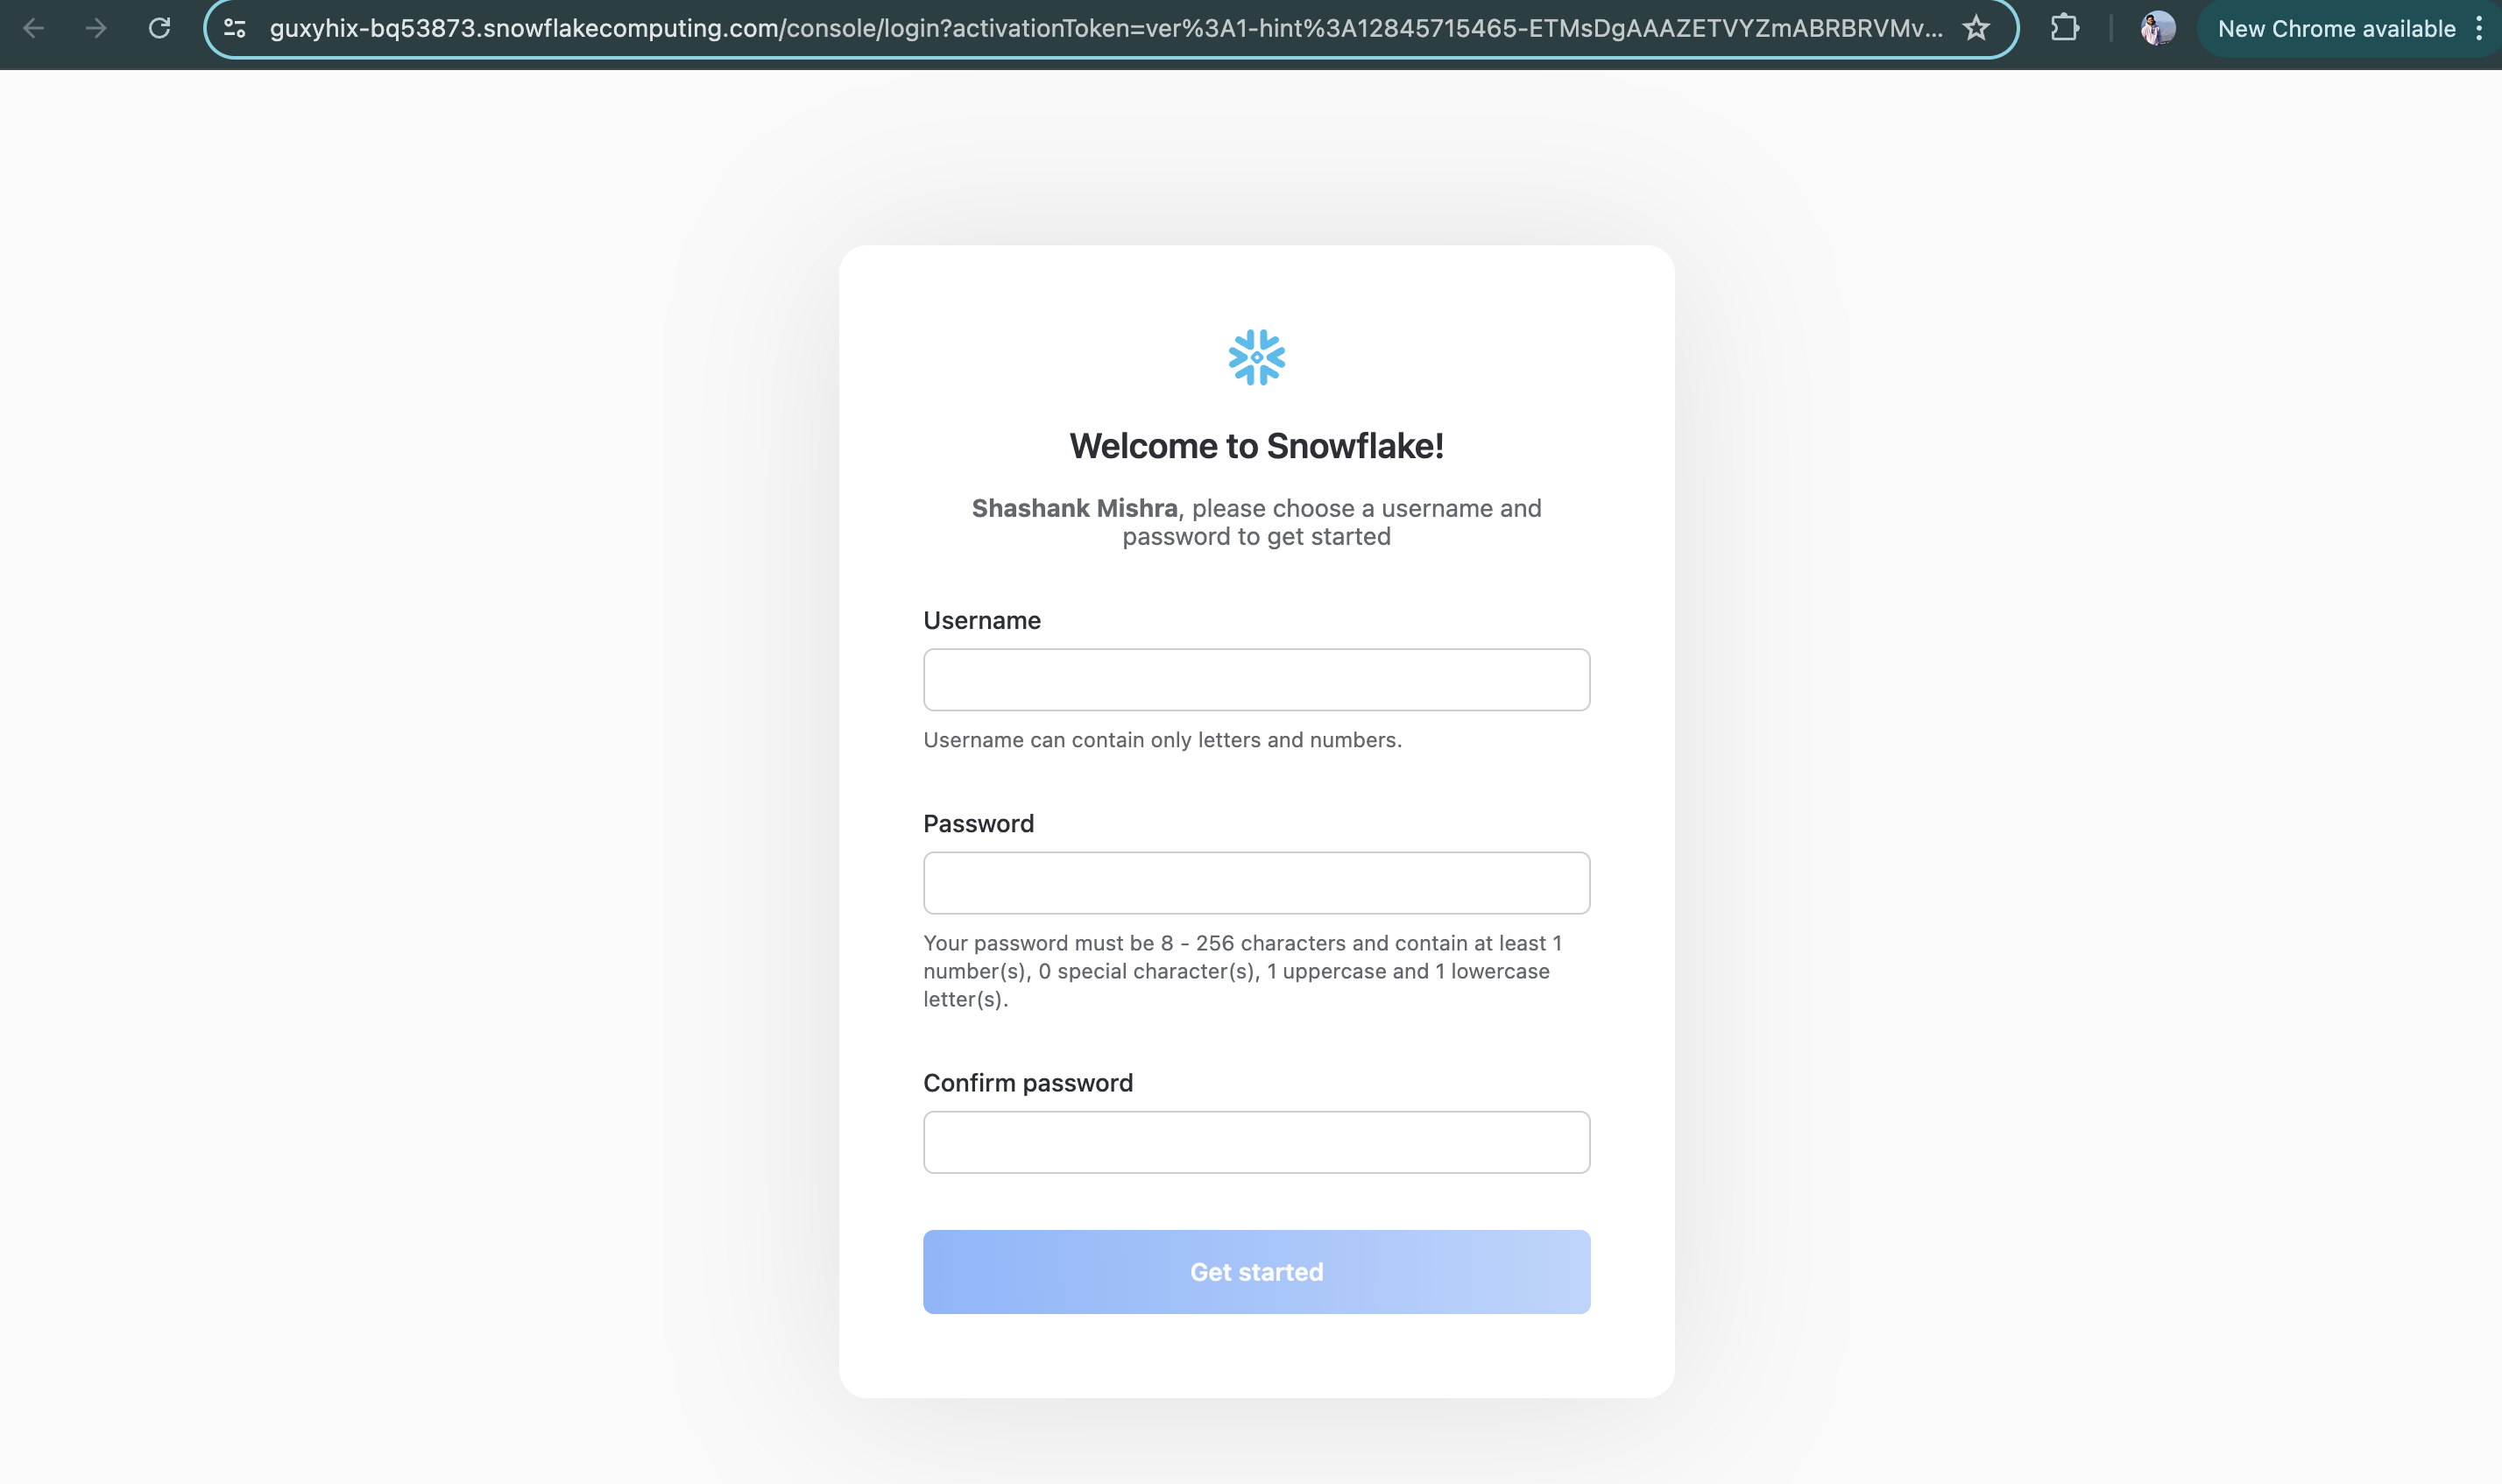 guxyhix-bq53873.snowflakecomputing.com/console/login?activationToken=ver%3A1-hint%3A12845715465-ETMsDgAAAZETVYZmABRBRVMv...
New Chrome available
Welcome to Snowflake!
Shashank Mishra, please choose a username and
password to get started
Username
Username can contain only letters and numbers.
Password
Your password must be 8 - 256 characters and contain at least 1
number(s), 0 special character(s), 1 uppercase and 1 lowercase
letter(s).
Confirm password
Get started